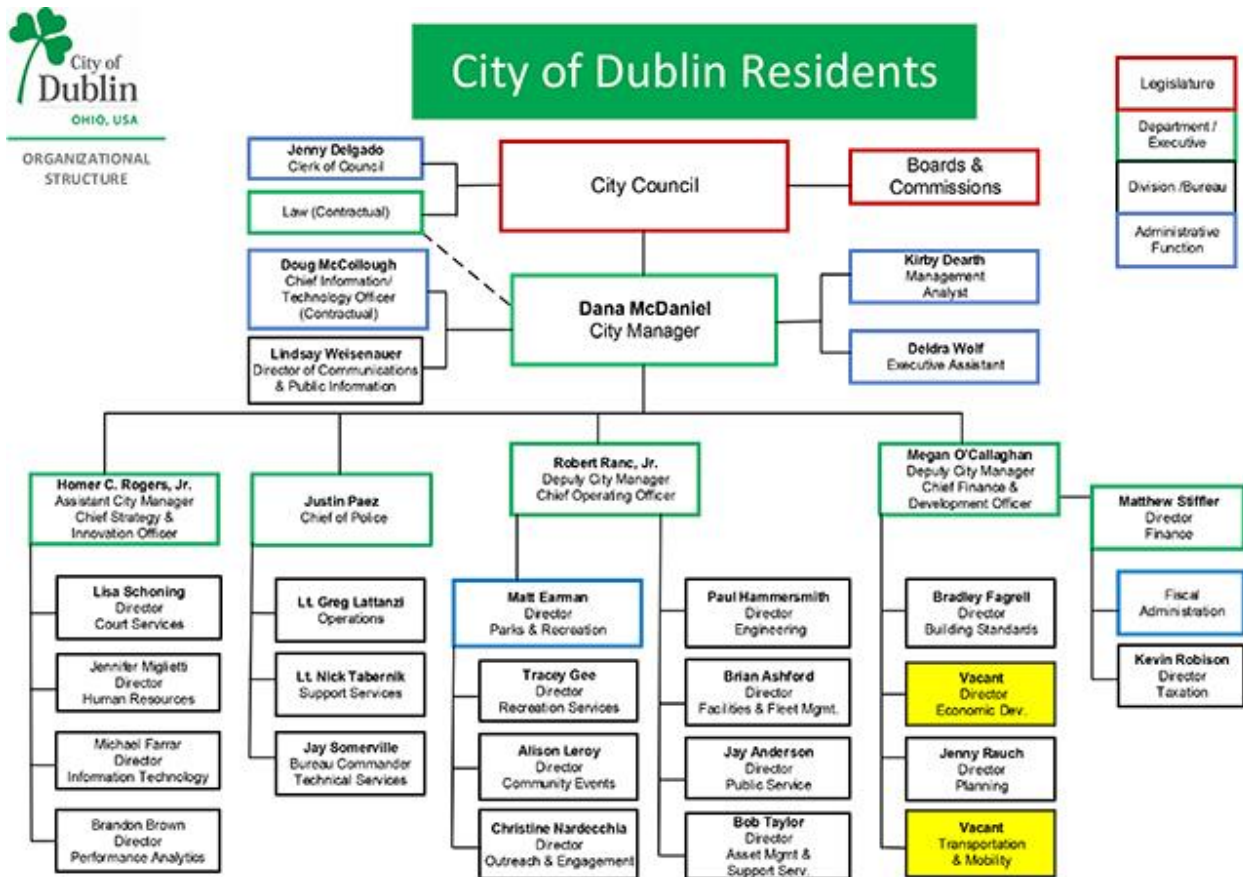 City of
Dublin
OHIO, USA
ORGANIZATIONAL
STRUCTURE
City of Dublin Residents
Legislature
Department /
Executive
Division /Bureau
Administrative
Function
Jenny Delgado
Clerk of Council
Law (Contractual)
City Council
Boards &
Commissions
Doug McCollough
Chief Information/
Technology Officer
(Contractual)
Lindsay Weisenauer
Director of Communications
& Public Information
Dana McDaniel
City Manager
Kirby Dearth
Management
Analyst
Deidra Wolf
Executive Assistant
Homer C. Rogers, Jr.
Assistant City Manager
Chief Strategy &
Innovation Officer
Lisa Schoning
Director
Court Services
Jennifer Miglietti
Director
Human Resources
Michael Farrar
Director
Information Technology
Brandon Brown
Director
Performance Analytics
Justin Paez
Chief of Police
Lt. Greg Lattanzi
Operations
Lt. Nick Tabernik
Support Services
Jay Somerville
Bureau Commander
Technical Services
Robert Ranc, Jr.
Deputy City Manager
Chief Operating Officer
Matt Earman
Director
Parks & Recreation
Tracey Gee
Director
Recreation Services
Alison Leroy
Director
Community Events
Christine Nardecchia
Director
Outreach & Engagement
Paul Hammersmith
Director
Engineering
Brian Ashford
Director
Facilities & Fleet Mgmt.
Jay Anderson
Director
Public Service
Bob Taylor
Director
Asset Mgmt &
Support Serv.
Megan O'Callaghan
Deputy City Manager
Chief Finance &
Development Officer
Bradley Fagrell
Director
Building Standards
Vacant
Director
Economic Dev.
Jenny Rauch
Director
Planning
Vacant
Transportation
& Mobility
Matthew Stiffler
Director
Finance
Fiscal
Administration
Kevin Robison
Director
Taxation